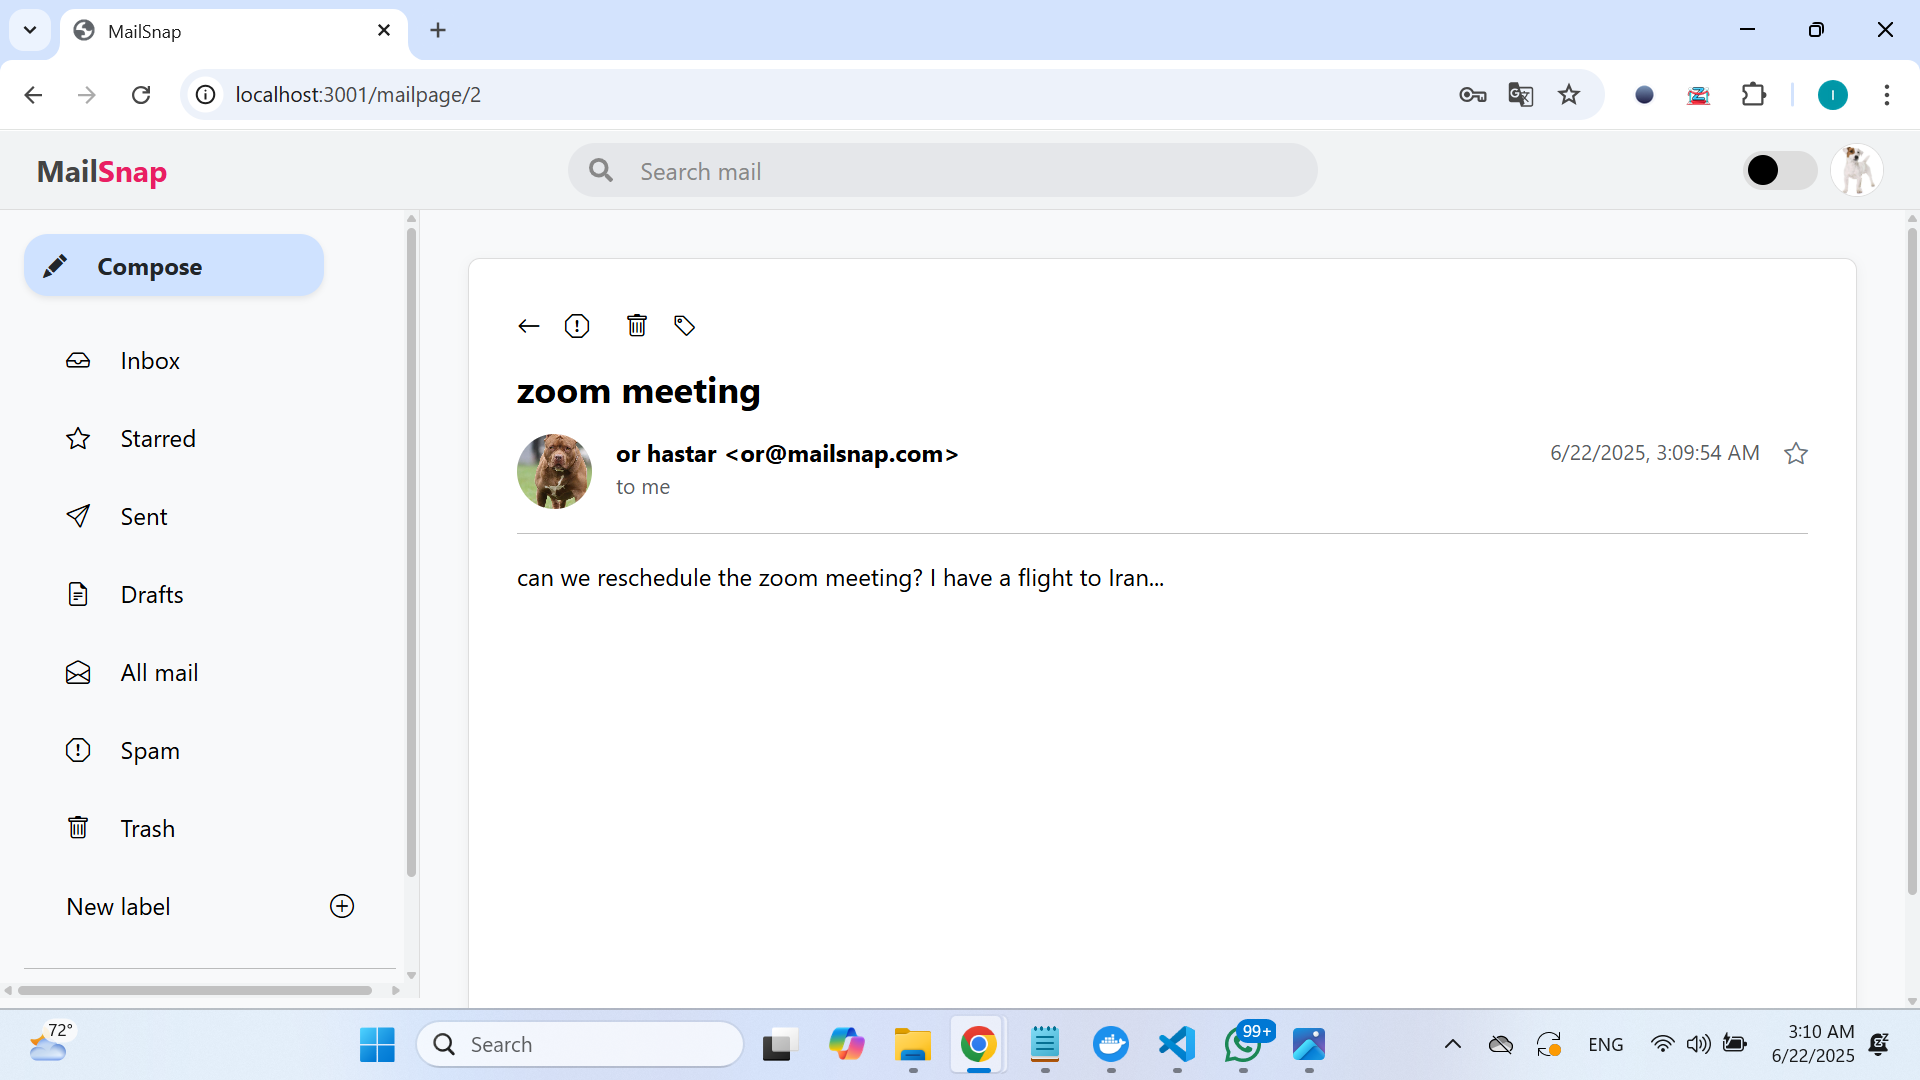 MailSnap
localhost:3001/mailpage/2
I
MailSnap
Search mail
Compose
Inbox
Starred
Sent
Drafts
All mail
Spam
Trash
New label
zoom meeting
or hastar <or@mailsnap.com>
6/22/2025, 3:09:54 AM
to me
can we reschedule the zoom meeting? I have a flight to Iran...
72°
Search
99+
ENG
3:10 AM
6/22/2025